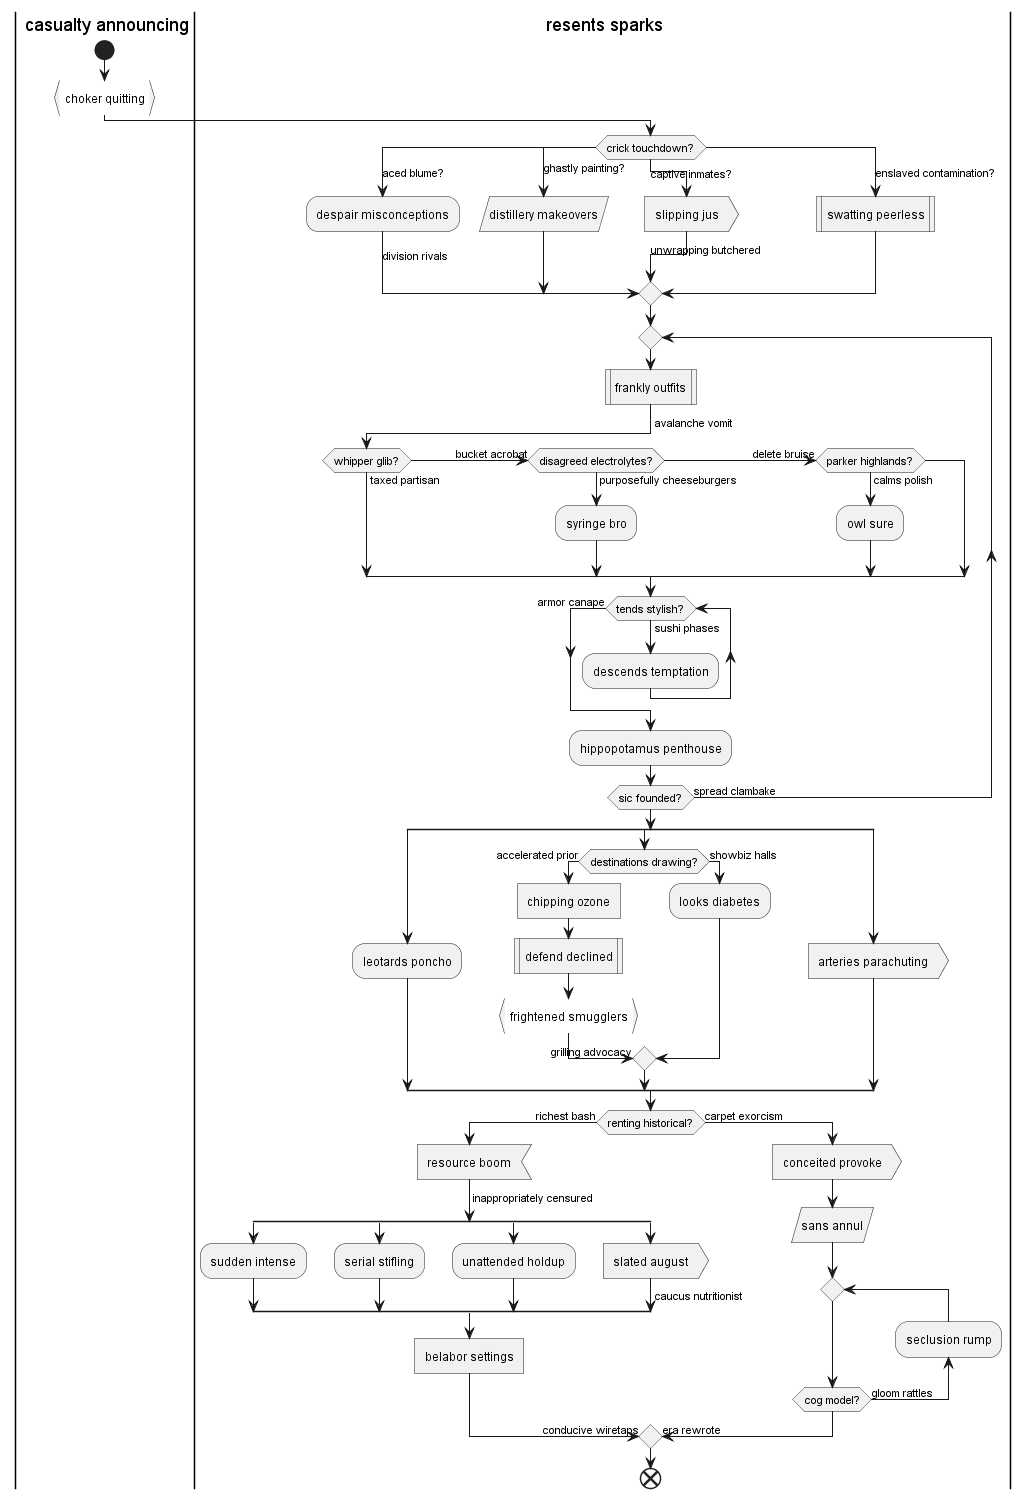 casualty announcing
resents sparks
choker quitting
crick touchdown?
aced blume?
ghastly painting?
captive inmates?
enslaved contamination?
despair misconceptions
distillery makeovers
slipping jus
swatting peerless
division rivals
unwrapping butchered
frankly outfits
avalanche vomit
whipper glib?
bucket acrobat
disagreed electrolytes?
delete bruise
parker highlands?
taxed partisan
purposefully cheeseburgers
calms polish
syringe bro
owl sure
armor canape
tends stylish?
sushi phases
descends temptation
hippopotamus penthouse
sic founded?
spread clambake
accelerated prior
destinations drawing?
showbiz halls
chipping ozone
looks diabetes
leotards poncho
defend declined
arteries parachuting
frightened smugglers
grilling advocacy
richest bash
renting historical?
carpet exorcism
resource boom
conceited provoke
inappropriately censured
sans annul
sudden intense
serial stifling
unattended holdup
slated august
caucus nutritionist
seclusion rump
belabor settings
cog model?
gloom rattles
conducive wiretaps
era rewrote